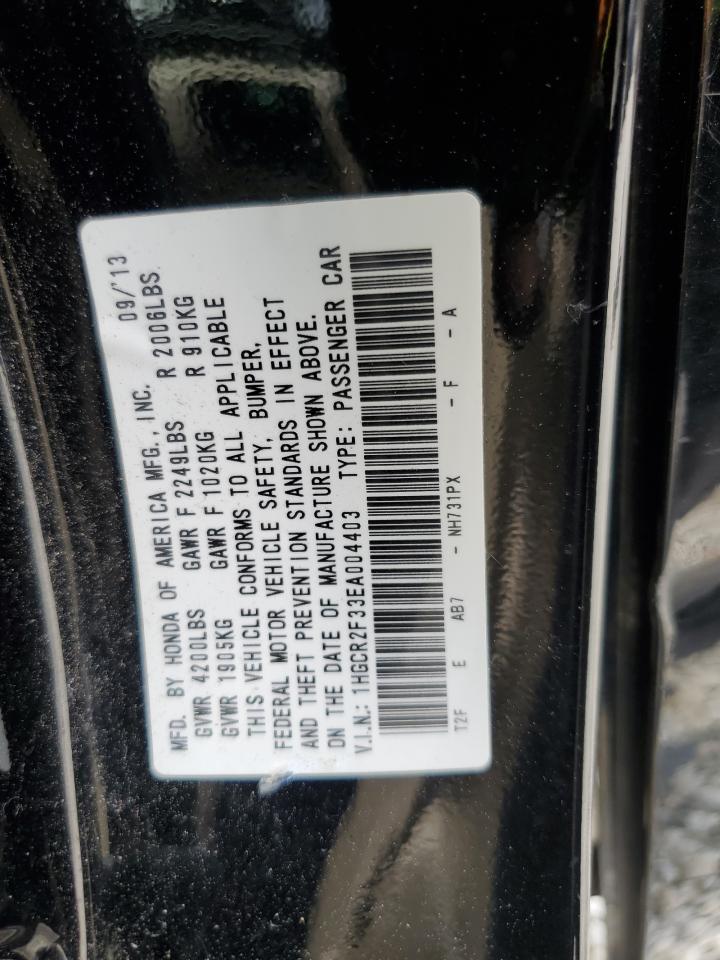 MFD. BY HONDA OF AMERICA MFG., INC. 09/'13
GVWR 4200LBS GAWR F 2249LBS R 2006LBS
GVWR 1905KG GAWR F 1020KG R 910KG
THIS VEHICLE CONFORMS TO ALL APPLICABLE
FEDERAL MOTOR VEHICLE SAFETY, BUMPER,
AND THEFT PREVENTION STANDARDS IN EFFECT
ON THE DATE OF MANUFACTURE SHOWN ABOVE.
V.I.N.: 1HGCR2F33EA004403 TYPE: PASSENGER CAR
T2F E AB7 - NH731PX - F - A